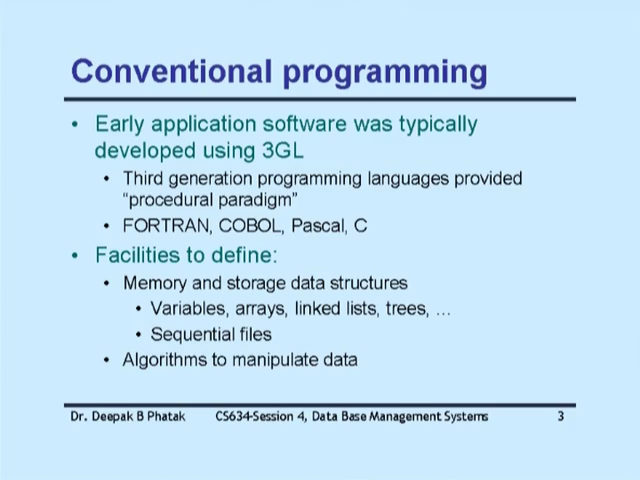 Conventional programming
• Early application software was typically
developed using 3GL
• Third generation programming languages provided
“procedural paradigm”
• FORTRAN, COBOL, Pascal, C
• Facilities to define:
• Memory and storage data structures
• Variables, arrays, linked lists, trees, …
• Sequential files
• Algorithms to manipulate data
Dr. Deepak B Phatak CS634-Session 4, Data Base Management Systems 3